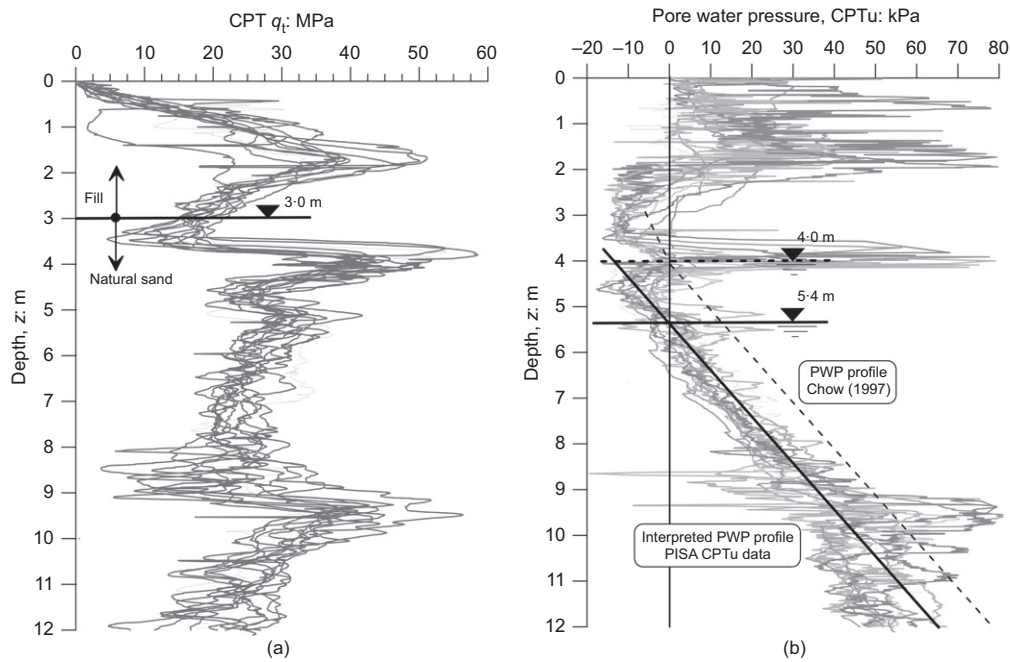 CPT qt: MPa
0 10 20 30 40 50 60
Depth, z: m
0
1
2
3
4
5
6
7
8
9
10
11
12
Fill
3·0 m
Natural sand
(a)
Pore water pressure, CPTu: kPa
–20 –10 0 10 20 30 40 50 60 70 80
Depth, z: m
0
1
2
3
4
5
6
7
8
9
10
11
12
4·0 m
5·4 m
PWP profile
Chow (1997)
Interpreted PWP profile
PISA CPTu data
(b)